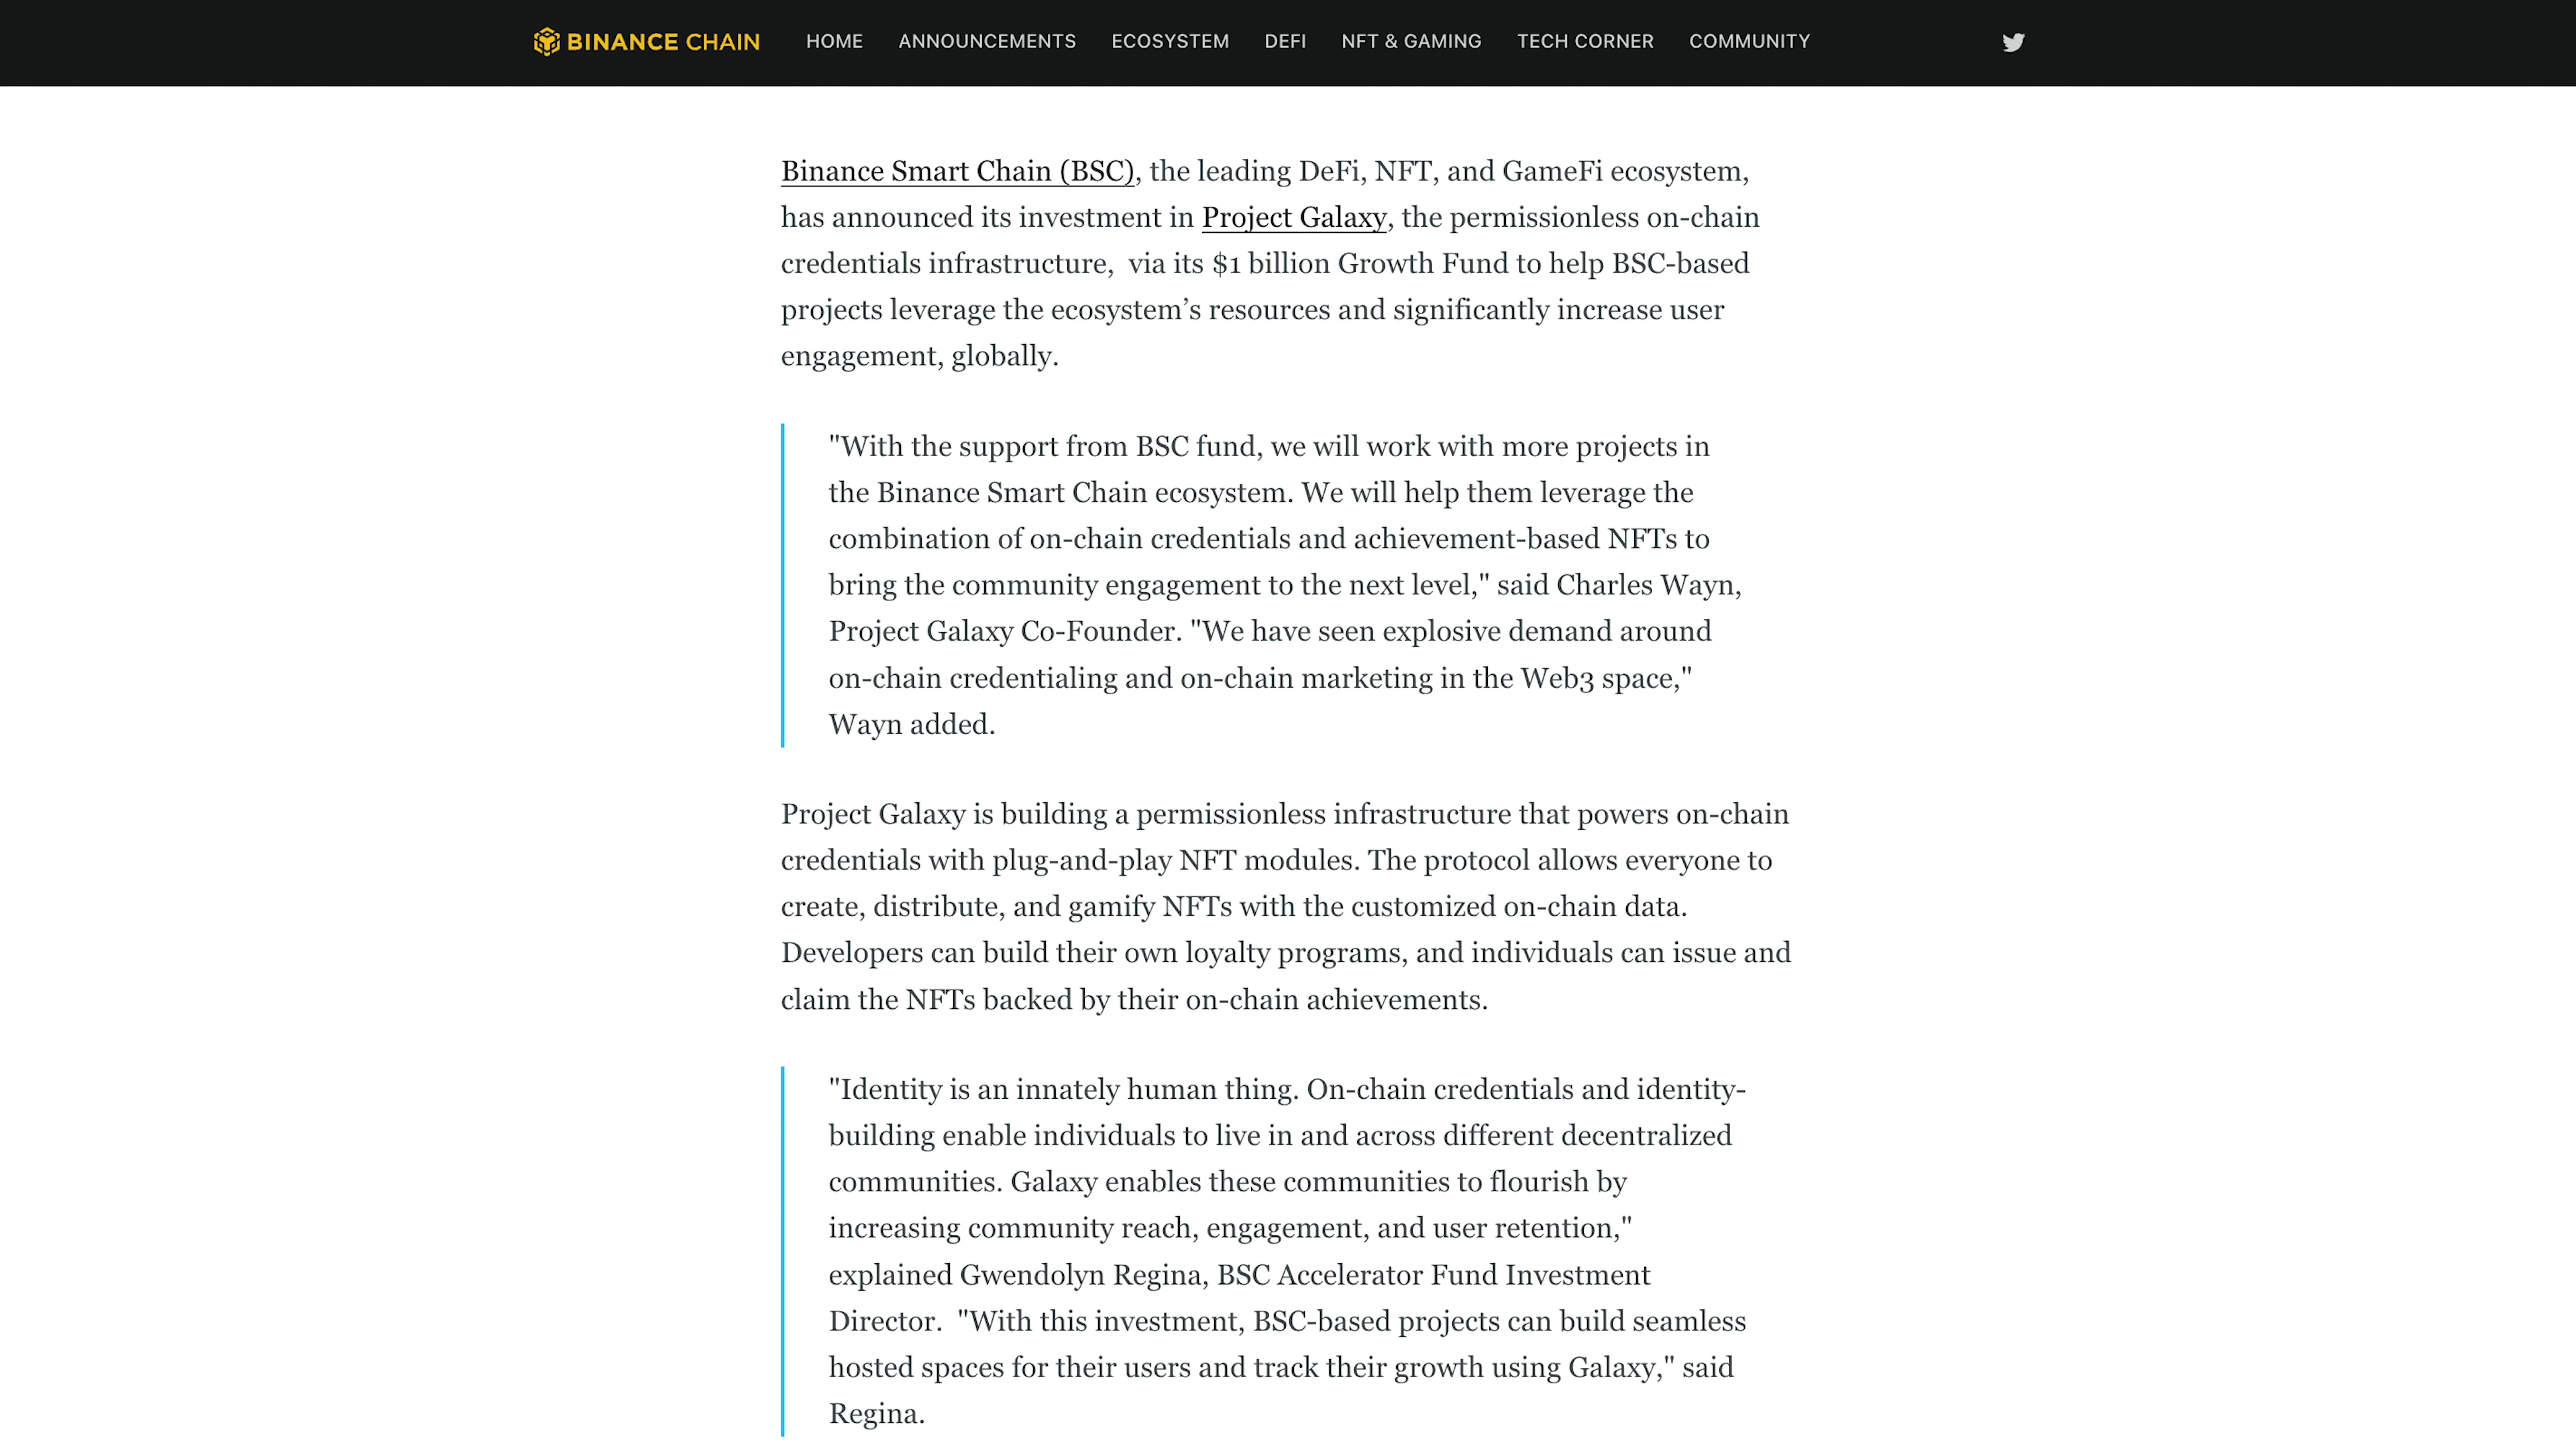 BINANCE CHAIN HOME ANNOUNCEMENTS ECOSYSTEM DEFI NFT & GAMING TECH CORNER COMMUNITY
Binance Smart Chain (BSC), the leading DeFi, NFT, and GameFi ecosystem,
has announced its investment in Project Galaxy, the permissionless on-chain
credentials infrastructure,  via its $1 billion Growth Fund to help BSC-based
projects leverage the ecosystem’s resources and significantly increase user
engagement, globally.
"With the support from BSC fund, we will work with more projects in
the Binance Smart Chain ecosystem. We will help them leverage the
combination of on-chain credentials and achievement-based NFTs to
bring the community engagement to the next level," said Charles Wayn,
Project Galaxy Co-Founder. "We have seen explosive demand around
on-chain credentialing and on-chain marketing in the Web3 space,"
Wayn added.
Project Galaxy is building a permissionless infrastructure that powers on-chain
credentials with plug-and-play NFT modules. The protocol allows everyone to
create, distribute, and gamify NFTs with the customized on-chain data.
Developers can build their own loyalty programs, and individuals can issue and
claim the NFTs backed by their on-chain achievements.
"Identity is an innately human thing. On-chain credentials and identity-
building enable individuals to live in and across different decentralized
communities. Galaxy enables these communities to flourish by
increasing community reach, engagement, and user retention,"
explained Gwendolyn Regina, BSC Accelerator Fund Investment
Director.  "With this investment, BSC-based projects can build seamless
hosted spaces for their users and track their growth using Galaxy," said
Regina.